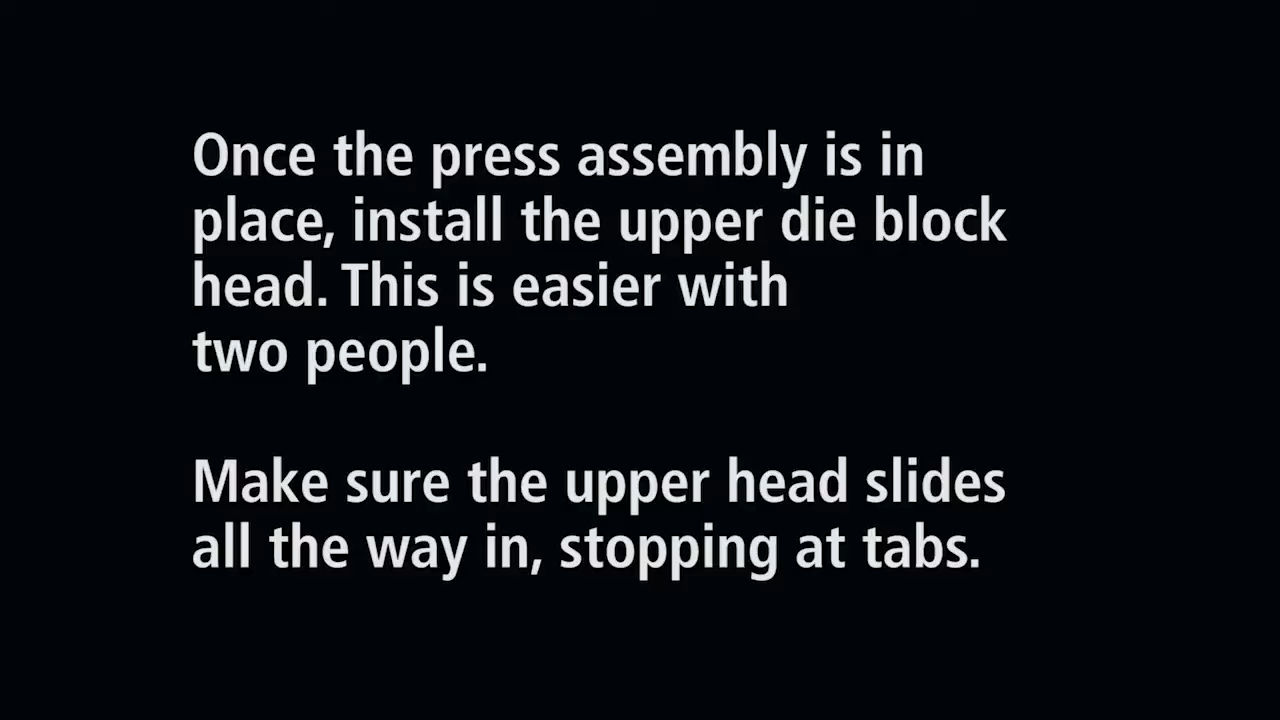 Once the press assembly is in
place, install the upper die block
head. This is easier with
two people.
Make sure the upper head slides
all the way in, stopping at tabs.